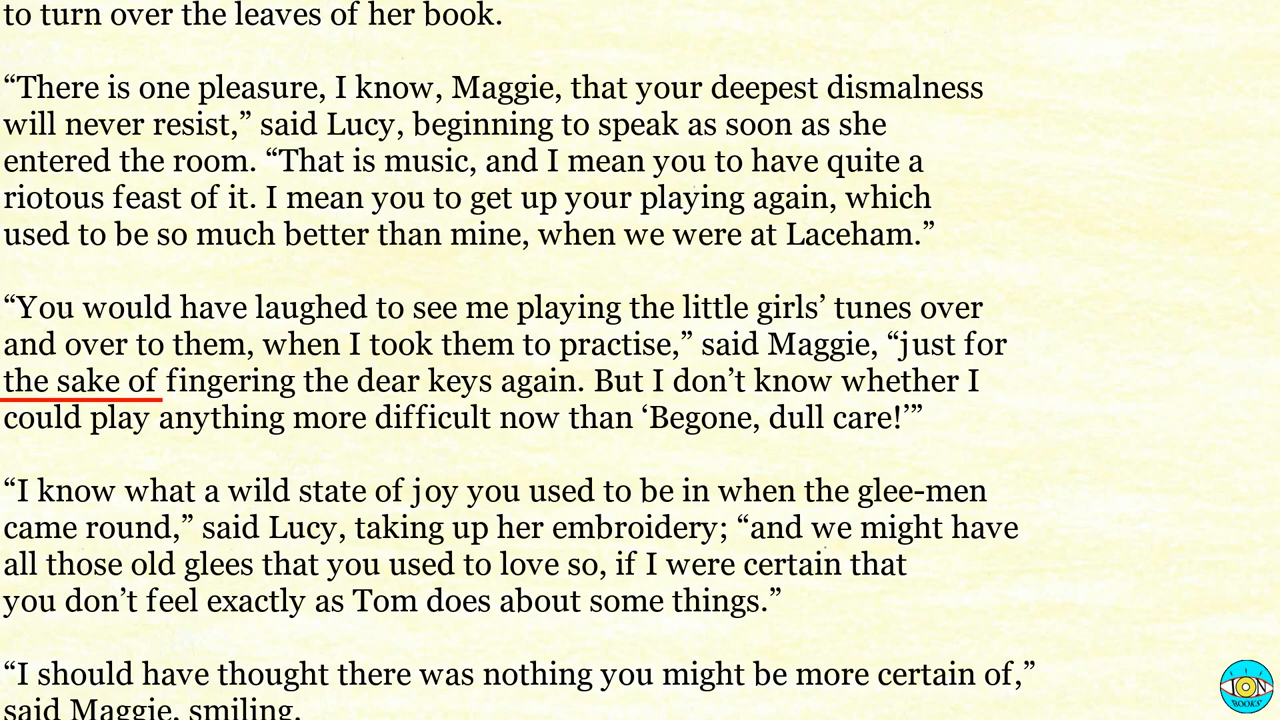 to turn over the leaves of her book.
“There is one pleasure, I know, Maggie, that your deepest dismalness
will never resist,” said Lucy, beginning to speak as soon as she
entered the room. “That is music, and I mean you to have quite a
riotous feast of it. I mean you to get up your playing again, which
used to be so much better than mine, when we were at Laceham.”
“You would have laughed to see me playing the little girls’ tunes over
and over to them, when I took them to practise,” said Maggie, “just for
the sake of fingering the dear keys again. But I don’t know whether I
could play anything more difficult now than ‘Begone, dull care!’”
“I know what a wild state of joy you used to be in when the glee-men
came round,” said Lucy, taking up her embroidery; “and we might have
all those old glees that you used to love so, if I were certain that
you don’t feel exactly as Tom does about some things.”
“I should have thought there was nothing you might be more certain of,”
said Maggie, smiling.
ION
BOOKS